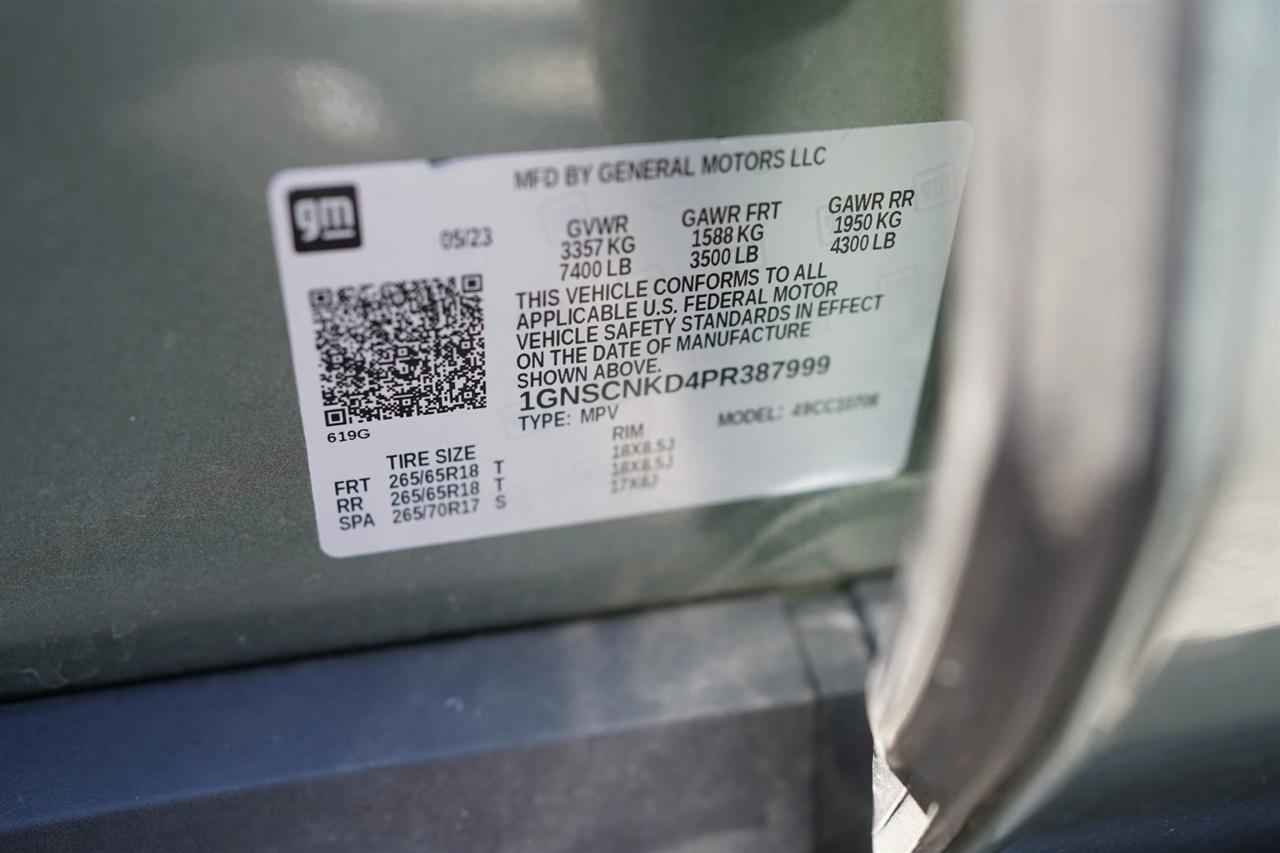 MFD BY GENERAL MOTORS LLC
gm
05/23
GVWR
3357 KG
7400 LB
GAWR FRT
1588 KG
3500 LB
GAWR RR
1950 KG
4300 LB
THIS VEHICLE CONFORMS TO ALL
APPLICABLE U.S. FEDERAL MOTOR
VEHICLE SAFETY STANDARDS IN EFFECT
ON THE DATE OF MANUFACTURE
SHOWN ABOVE.
1GNSCNKD4PR387999
TYPE: MPV
MODEL:
619G
TIRE SIZE
RIM
FRT 265/65R18 T 18X8.5J
RR 265/65R18 T 18X8.5J
SPA 265/70R17 S 17X8J